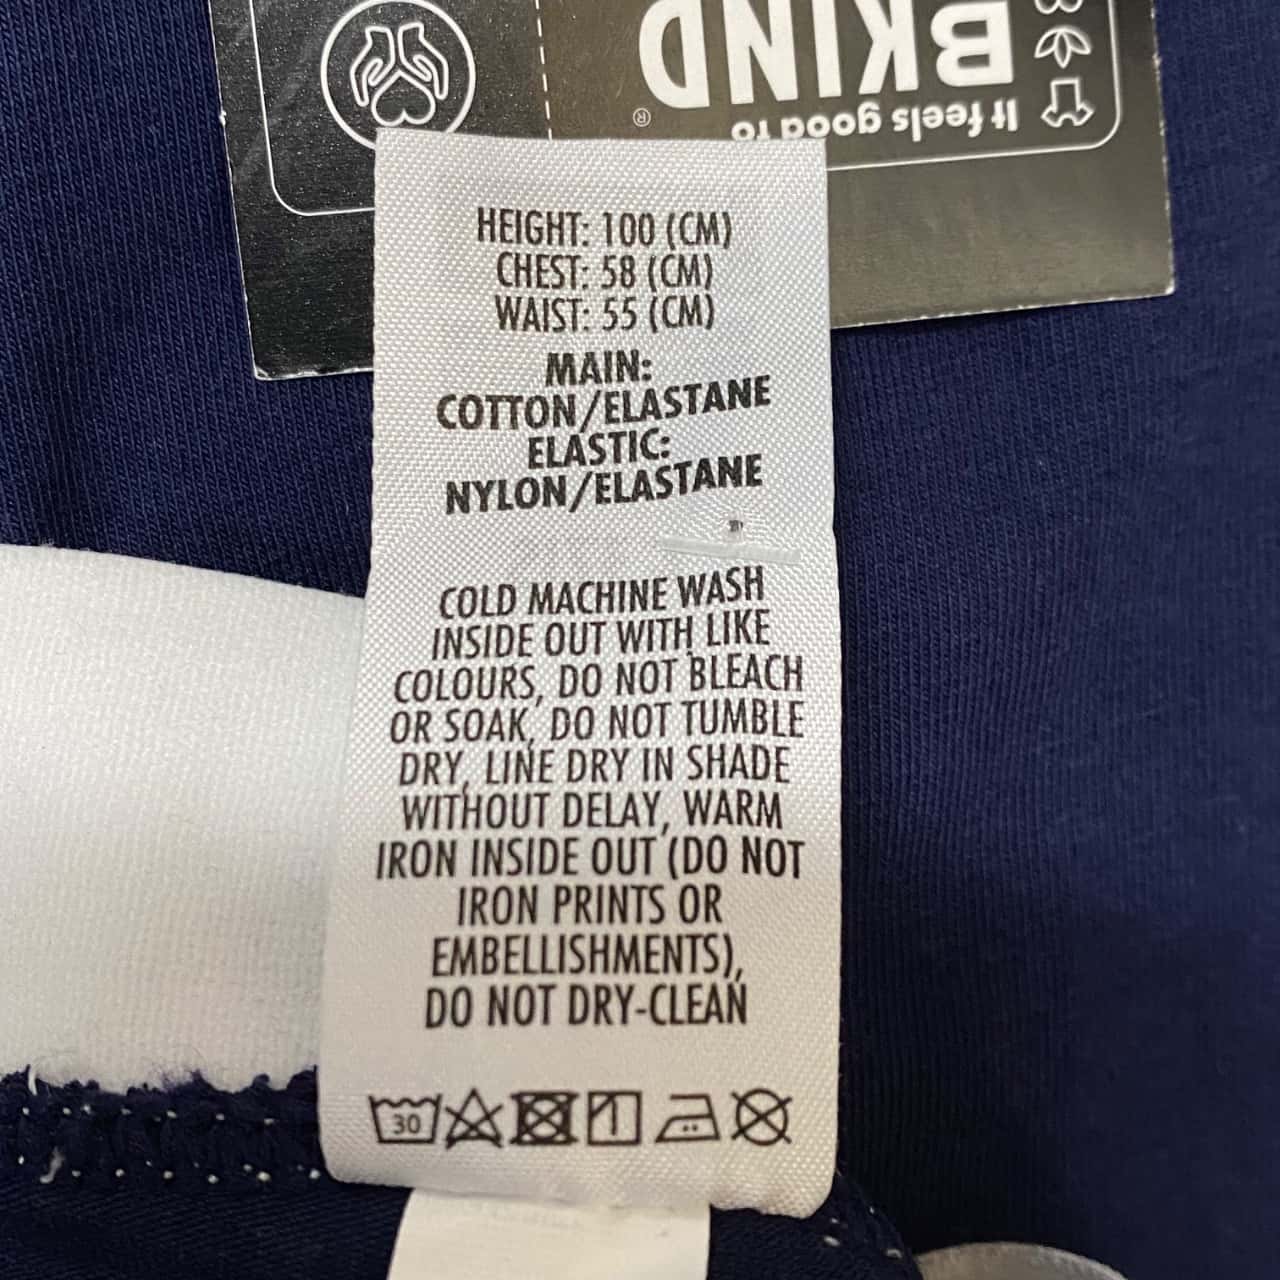 It feels good to
BKIND®
HEIGHT: 100 (CM)
CHEST: 58 (CM)
WAIST: 55 (CM)
MAIN:
COTTON/ELASTANE
ELASTIC:
NYLON/ELASTANE
COLD MACHINE WASH
INSIDE OUT WITH LIKE
COLOURS, DO NOT BLEACH
OR SOAK, DO NOT TUMBLE
DRY, LINE DRY IN SHADE
WITHOUT DELAY, WARM
IRON INSIDE OUT (DO NOT
IRON PRINTS OR
EMBELLISHMENTS),
DO NOT DRY-CLEAN
30